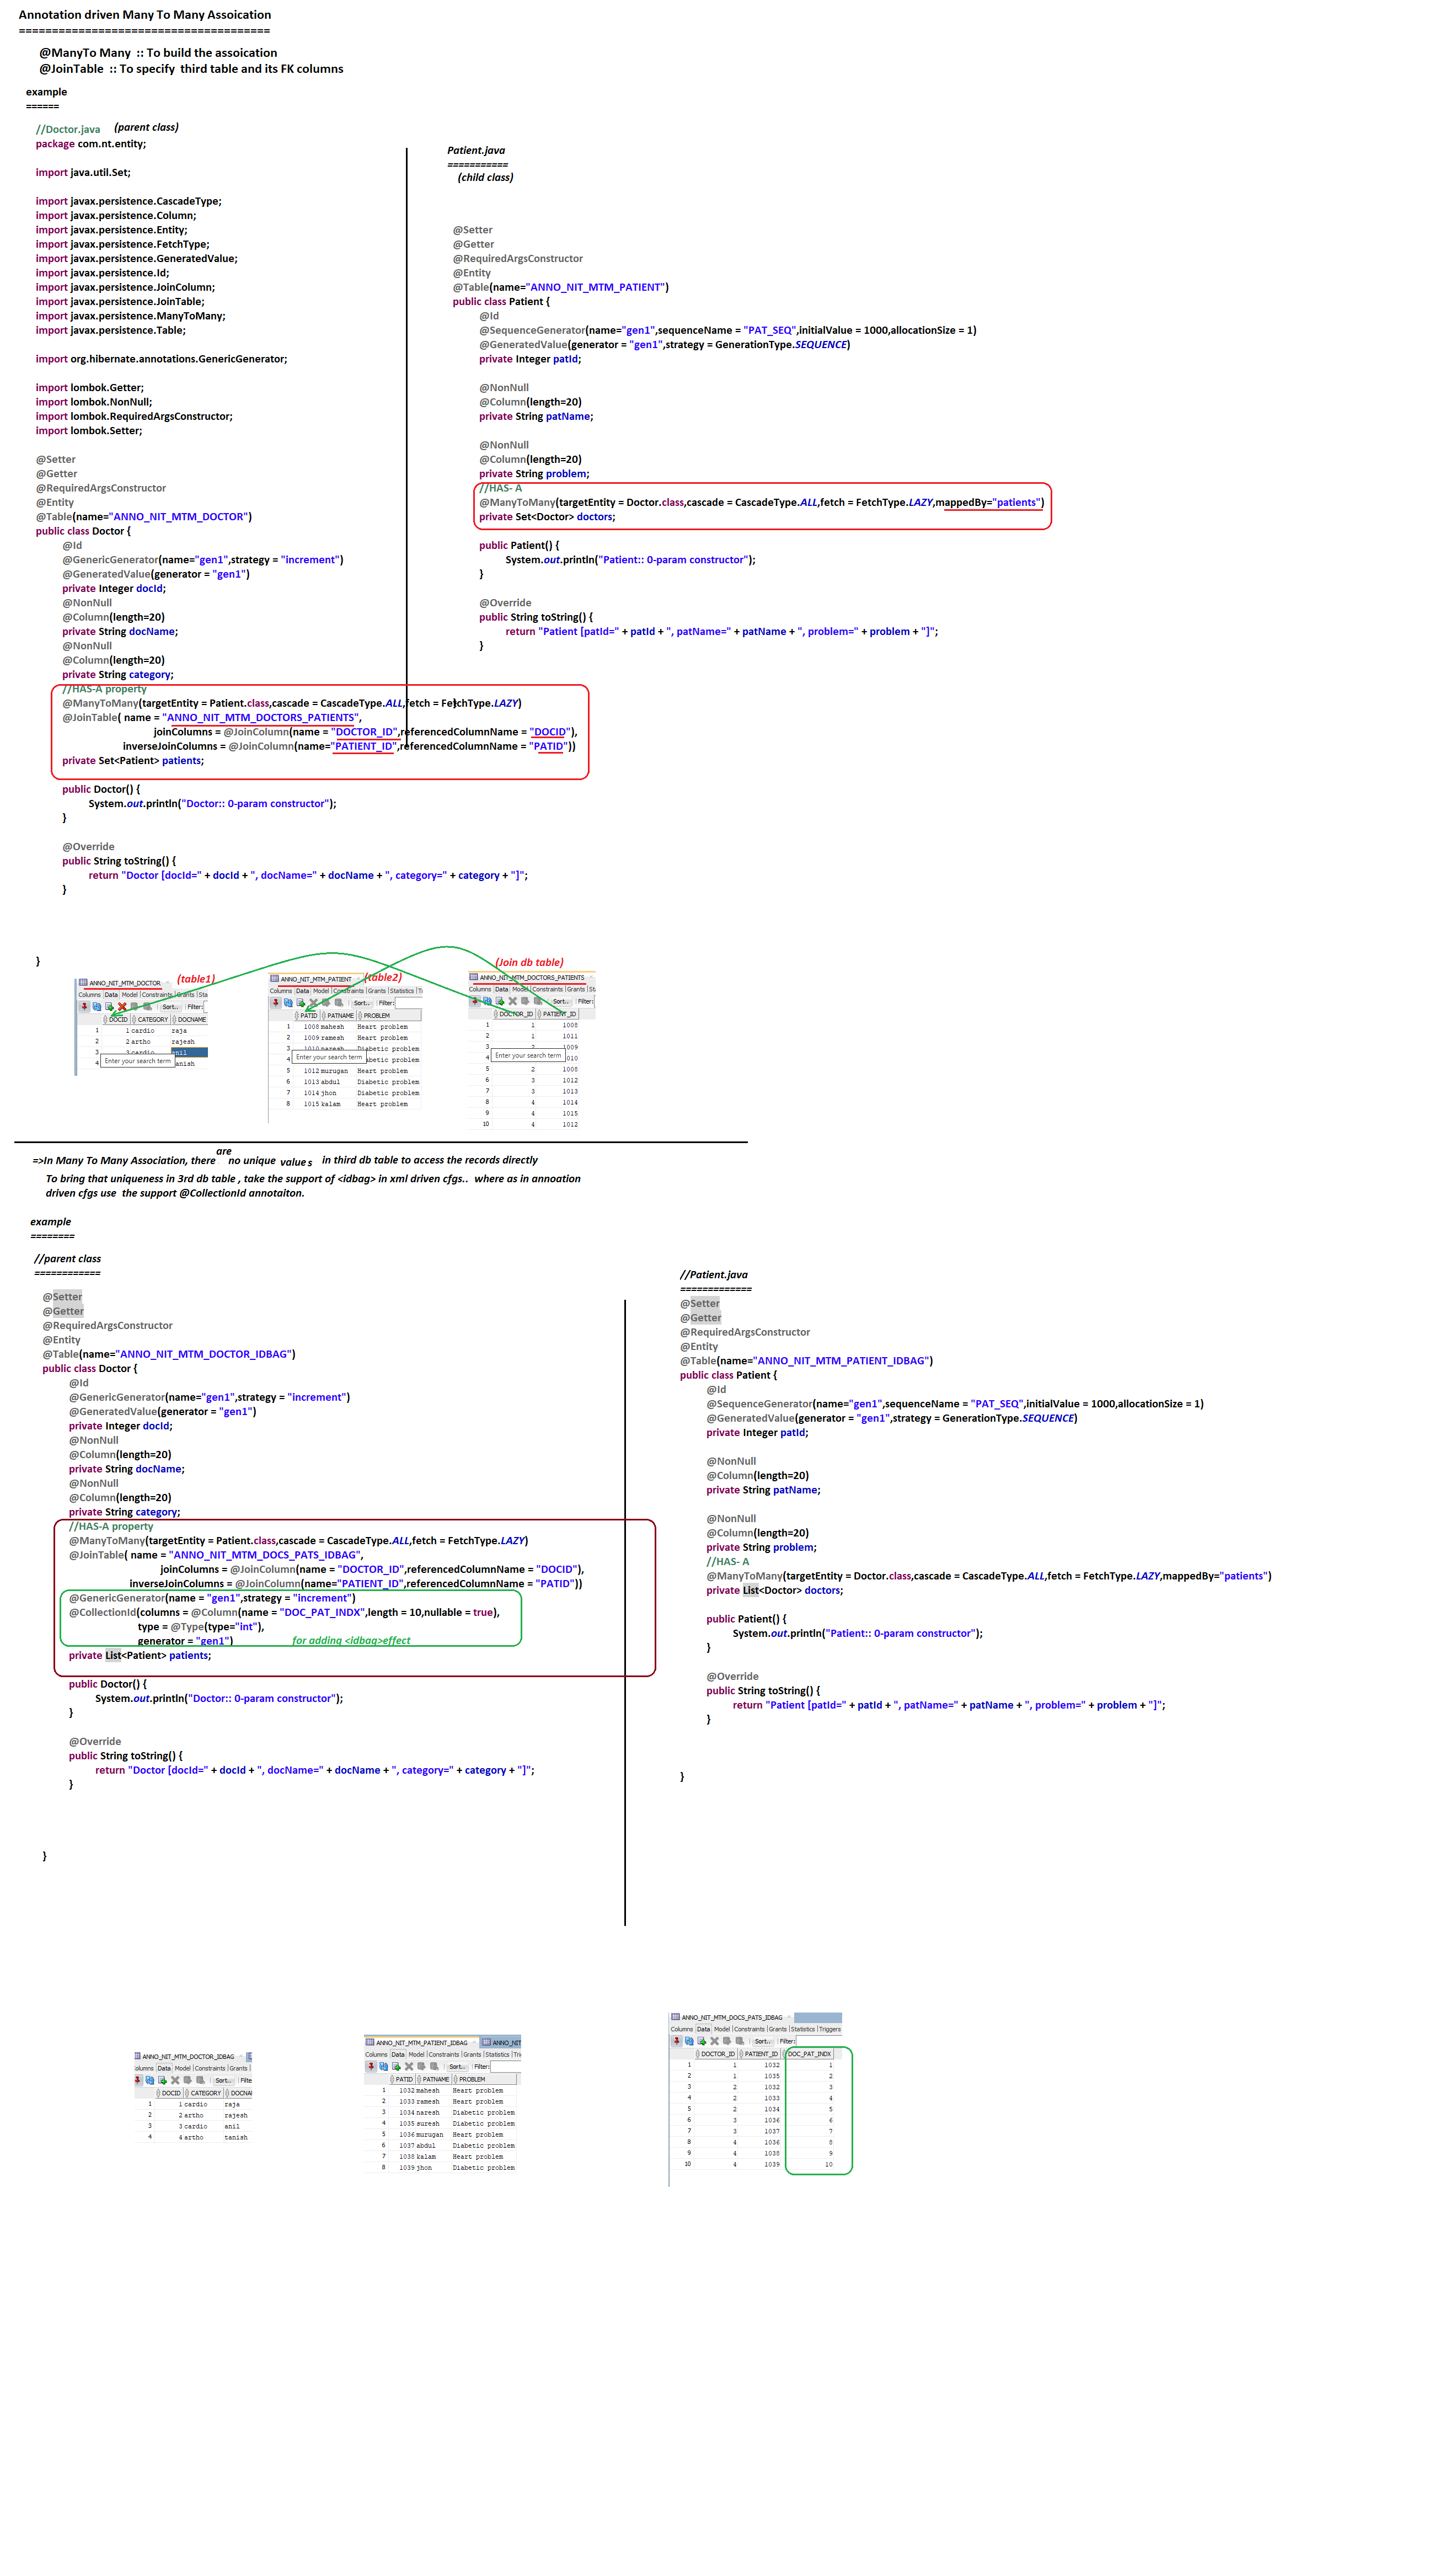 Annotation driven Many To Many Assoication
======================================
@ManyTo Many :: To build the assoication
@JoinTable :: To specify third table and its FK columns
example
======
//Doctor.java (parent class)
package com.nt.entity;
import java.util.Set;
import javax.persistence.CascadeType;
import javax.persistence.Column;
import javax.persistence.Entity;
import javax.persistence.FetchType;
import javax.persistence.GeneratedValue;
import javax.persistence.Id;
import javax.persistence.JoinColumn;
import javax.persistence.JoinTable;
import javax.persistence.ManyToMany;
import javax.persistence.Table;
import org.hibernate.annotations.GenericGenerator;
import lombok.Getter;
import lombok.NonNull;
import lombok.RequiredArgsConstructor;
import lombok.Setter;
@Setter
@Getter
@RequiredArgsConstructor
@Entity
@Table(name="ANNO_NIT_MTM_DOCTOR")
public class Doctor {
@Id
@GenericGenerator(name="gen1",strategy = "increment")
@GeneratedValue(generator = "gen1")
private Integer docId;
@NonNull
@Column(length=20)
private String docName;
@NonNull
@Column(length=20)
private String category;
//HAS-A property
@ManyToMany(targetEntity = Patient.class,cascade = CascadeType.ALL,fetch = FetchType.LAZY)
@JoinTable( name = "ANNO_NIT_MTM_DOCTORS_PATIENTS",
joinColumns = @JoinColumn(name = "DOCTOR_ID",referencedColumnName = "DOCID"),
inverseJoinColumns = @JoinColumn(name="PATIENT_ID",referencedColumnName = "PATID"))
private Set<Patient> patients;
public Doctor() {
System.out.println("Doctor:: 0-param constructor");
}
@Override
public String toString() {
return "Doctor [docId=" + docId + ", docName=" + docName + ", category=" + category + "]";
}
}
Patient.java
===========
(child class)
@Setter
@Getter
@RequiredArgsConstructor
@Entity
@Table(name="ANNO_NIT_MTM_PATIENT")
public class Patient {
@Id
@SequenceGenerator(name="gen1",sequenceName = "PAT_SEQ",initialValue = 1000,allocationSize = 1)
@GeneratedValue(generator = "gen1",strategy = GenerationType.SEQUENCE)
private Integer patId;
@NonNull
@Column(length=20)
private String patName;
@NonNull
@Column(length=20)
private String problem;
//HAS- A
@ManyToMany(targetEntity = Doctor.class,cascade = CascadeType.ALL,fetch = FetchType.LAZY,mappedBy="patients")
private Set<Doctor> doctors;
public Patient() {
System.out.println("Patient:: 0-param constructor");
}
@Override
public String toString() {
return "Patient [patId=" + patId + ", patName=" + patName + ", problem=" + problem + "]";
}
ANNO_NIT_MTM_DOCTOR (table1)
Columns Data Model Constraints Grants Sta
Sort.. Filter:
DOCID CATEGORY DOCNAME
1 1 cardio raja
2 2 artho rajesh
3 3 cardio anil
4 anish
Enter your search term
ANNO_NIT_MTM_PATIENT (table2)
Columns Data Model Constraints Grants Statistics
Sort.. Filter:
PATID PATNAME PROBLEM
1 1008 mahesh Heart problem
2 1009 ramesh Heart problem
3 1010 naresh Diabetic problem
4 abetic problem
Enter your search term
5 1012 murugan Heart problem
6 1013 abdul Diabetic problem
7 1014 jhon Diabetic problem
8 1015 kalam Heart problem
(Join db table)
ANNO_NIT_MTM_DOCTORS_PATIENTS
Columns Data Model Constraints Grants St
Sort.. Filter:
DOCTOR_ID PATIENT_ID
1 1 1008
2 1 1011
3 2 1009
4 010
Enter your search term
5 2 1008
6 3 1012
7 3 1013
8 4 1014
9 4 1015
10 4 1012
=>In Many To Many Association, there are no unique values in third db table to access the records directly
To bring that uniqueness in 3rd db table , take the support of <idbag> in xml driven cfgs.. where as in annoation
driven cfgs use the support @CollectionId annotaiton.
example
========
//parent class
============
@Setter
@Getter
@RequiredArgsConstructor
@Entity
@Table(name="ANNO_NIT_MTM_DOCTOR_IDBAG")
public class Doctor {
@Id
@GenericGenerator(name="gen1",strategy = "increment")
@GeneratedValue(generator = "gen1")
private Integer docId;
@NonNull
@Column(length=20)
private String docName;
@NonNull
@Column(length=20)
private String category;
//HAS-A property
@ManyToMany(targetEntity = Patient.class,cascade = CascadeType.ALL,fetch = FetchType.LAZY)
@JoinTable( name = "ANNO_NIT_MTM_DOCS_PATS_IDBAG",
joinColumns = @JoinColumn(name = "DOCTOR_ID",referencedColumnName = "DOCID"),
inverseJoinColumns = @JoinColumn(name="PATIENT_ID",referencedColumnName = "PATID"))
@GenericGenerator(name = "gen1",strategy = "increment")
@CollectionId(columns = @Column(name = "DOC_PAT_INDX",length = 10,nullable = true),
type = @Type(type="int"),
generator = "gen1") for adding <idbag>effect
private List<Patient> patients;
public Doctor() {
System.out.println("Doctor:: 0-param constructor");
}
@Override
public String toString() {
return "Doctor [docId=" + docId + ", docName=" + docName + ", category=" + category + "]";
}
}
//Patient.java
=============
@Setter
@Getter
@RequiredArgsConstructor
@Entity
@Table(name="ANNO_NIT_MTM_PATIENT_IDBAG")
public class Patient {
@Id
@SequenceGenerator(name="gen1",sequenceName = "PAT_SEQ",initialValue = 1000,allocationSize = 1)
@GeneratedValue(generator = "gen1",strategy = GenerationType.SEQUENCE)
private Integer patId;
@NonNull
@Column(length=20)
private String patName;
@NonNull
@Column(length=20)
private String problem;
//HAS- A
@ManyToMany(targetEntity = Doctor.class,cascade = CascadeType.ALL,fetch = FetchType.LAZY,mappedBy="patients")
private List<Doctor> doctors;
public Patient() {
System.out.println("Patient:: 0-param constructor");
}
@Override
public String toString() {
return "Patient [patId=" + patId + ", patName=" + patName + ", problem=" + problem + "]";
}
}
ANNO_NIT_MTM_DOCTOR_IDBAG
olumns Data Model Constraints Grants
Sort.. Filte
DOCID CATEGORY DOCNAI
1 1 cardio raja
2 2 artho rajesh
3 3 cardio anil
4 4 artho tanish
ANNO_NIT_MTM_PATIENT_IDBAG ANNO_NIT
Columns Data Model Constraints Grants Statistics Tri
Sort.. Filter:
PATID PATNAME PROBLEM
1 1032 mahesh Heart problem
2 1033 ramesh Heart problem
3 1034 naresh Diabetic problem
4 1035 suresh Diabetic problem
5 1036 murugan Heart problem
6 1037 abdul Diabetic problem
7 1038 kalam Heart problem
8 1039 jhon Diabetic problem
ANNO_NIT_MTM_DOCS_PATS_IDBAG
Columns Data Model Constraints Grants Statistics Triggers
Sort.. Filter:
DOCTOR_ID PATIENT_ID DOC_PAT_INDX
1 1 1032 1
2 1 1035 2
3 2 1032 3
4 2 1033 4
5 2 1034 5
6 3 1036 6
7 3 1037 7
8 4 1036 8
9 4 1038 9
10 4 1039 10